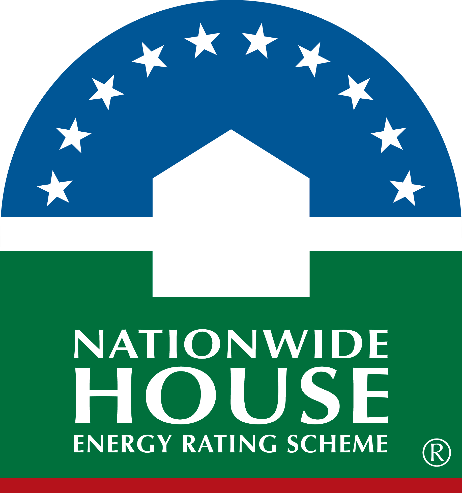 NATIONWIDE
HOUSE
ENERGY RATING SCHEME
®